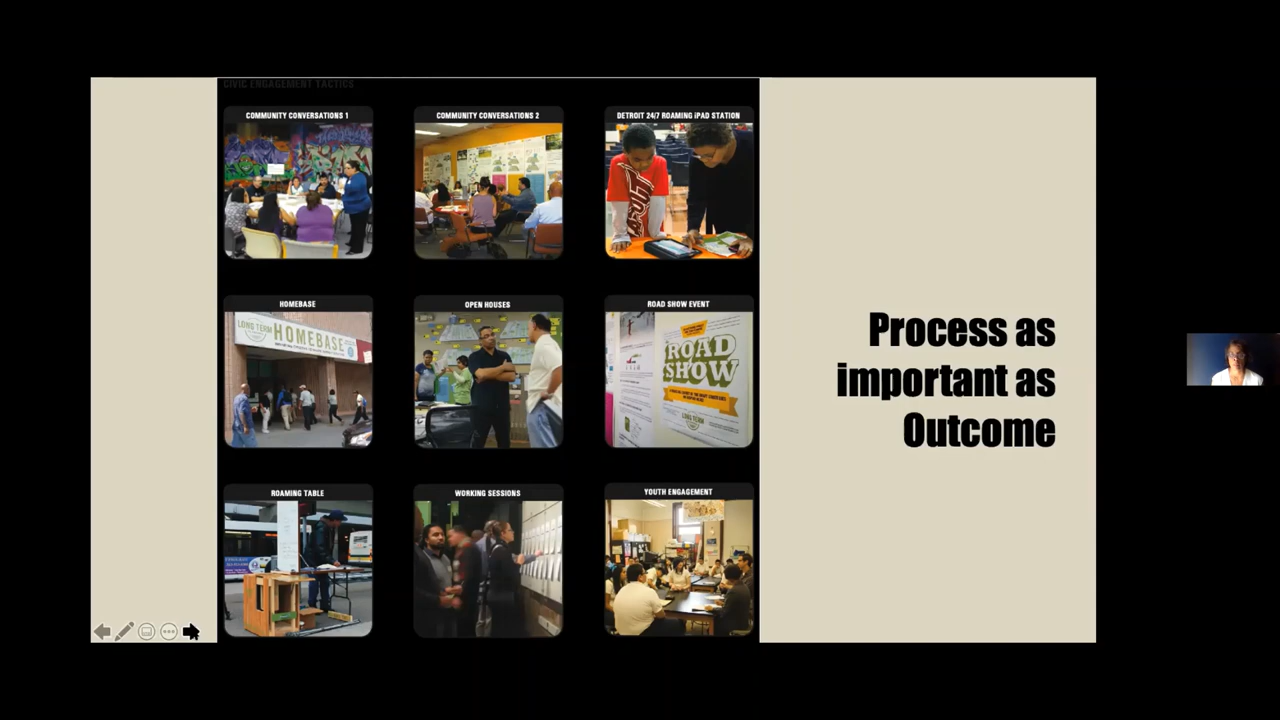 CIVIC ENGAGEMENT TACTICS
COMMUNITY CONVERSATIONS 1
COMMUNITY CONVERSATIONS 2
DETROIT 24/7 ROAMING iPAD STATION
HOMEBASE
OPEN HOUSES
ROAD SHOW EVENT
LONG TERM
HOMEBASE
ROAD
SHOW
LONG TERM
ROAMING TABLE
WORKING SESSIONS
YOUTH ENGAGEMENT
Process as
important as
Outcome